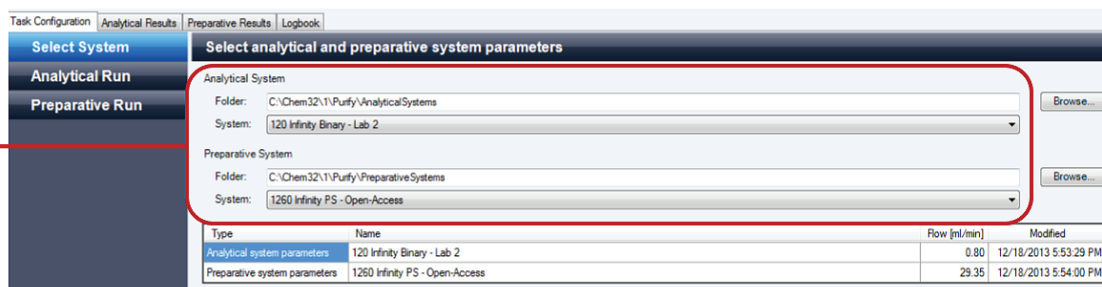 Task Configuration Analytical Results Preparative Results Logbook
Select System
Analytical Run
Preparative Run
Select analytical and preparative system parameters
Analytical System
Folder: C:\Chem32\1\Purify\AnalyticalSystems Browse...
System: 120 Infinity Binary - Lab 2
Preparative System
Folder: C:\Chem32\1\Purify\PreparativeSystems Browse...
System: 1260 Infinity PS - Open-Access
Type Name Flow [ml/min] Modified
Analytical system parameters 120 Infinity Binary - Lab 2 0.80 12/18/2013 5:53:29 PM
Preparative system parameters 1260 Infinity PS - Open-Access 29.35 12/18/2013 5:54:00 PM